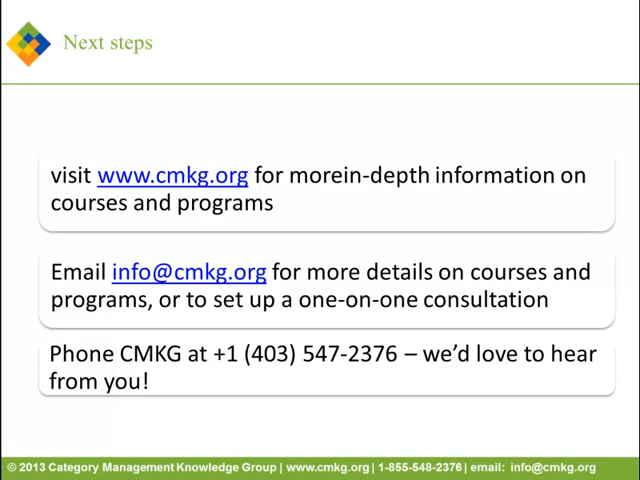 Next steps
visit www.cmkg.org for morein-depth information on
courses and programs
Email info@cmkg.org for more details on courses and
programs, or to set up a one-on-one consultation
Phone CMKG at +1 (403) 547-2376 – we’d love to hear
from you!
© 2013 Category Management Knowledge Group | www.cmkg.org | 1-855-548-2376 | email: info@cmkg.org